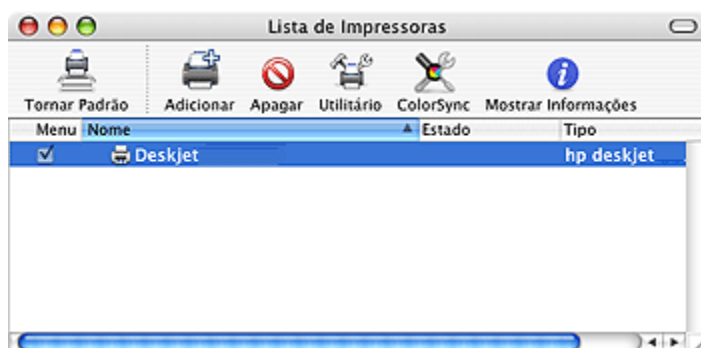 Lista de Impressoras
Tornar Padrão Adicionar Apagar Utilitário ColorSync Mostrar Informações
Menu Nome Estado Tipo
Deskjet hp deskjet